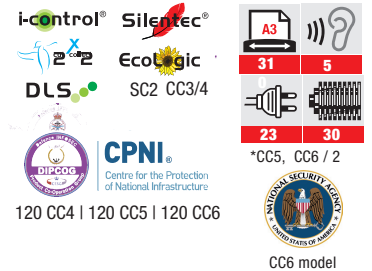 i-control®
Silentec®
EcoLogic
DLS
SC2 CC3/4
A3
31
5
23
30
*CC5, CC6 / 2
DIPCOG
CPNI®
Centre for the Protection
of National Infrastructure
120 CC4 | 120 CC5 | 120 CC6
NATIONAL SECURITY AGENCY
UNITED STATES OF AMERICA
CC6 model